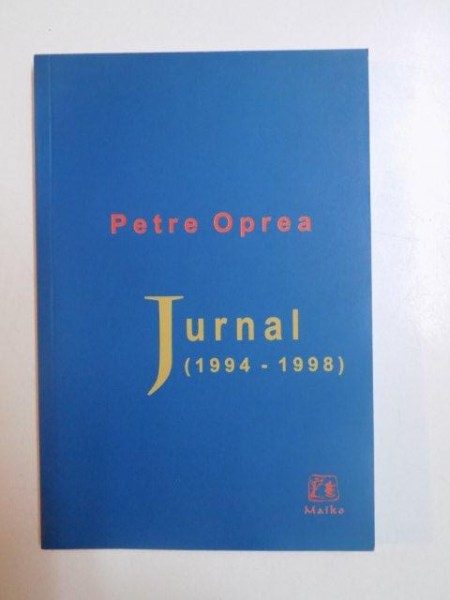 Petre Oprea
Jurnal
(1994 - 1998)
Maiko